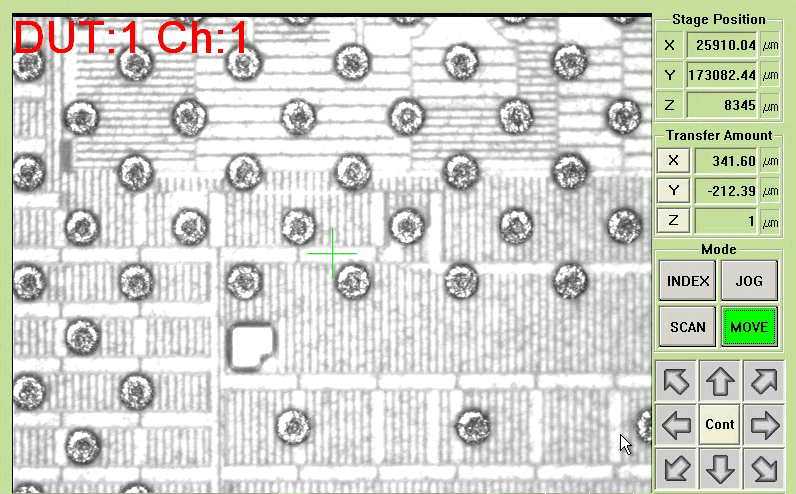 DUT:1 Ch:1
Stage Position
X 25910.04 µm
Y 173082.44 µm
Z 8345 µm
Transfer Amount
X 341.60 µm
Y -212.39 µm
Z 1 µm
Mode
INDEX JOG
SCAN MOVE
Cont